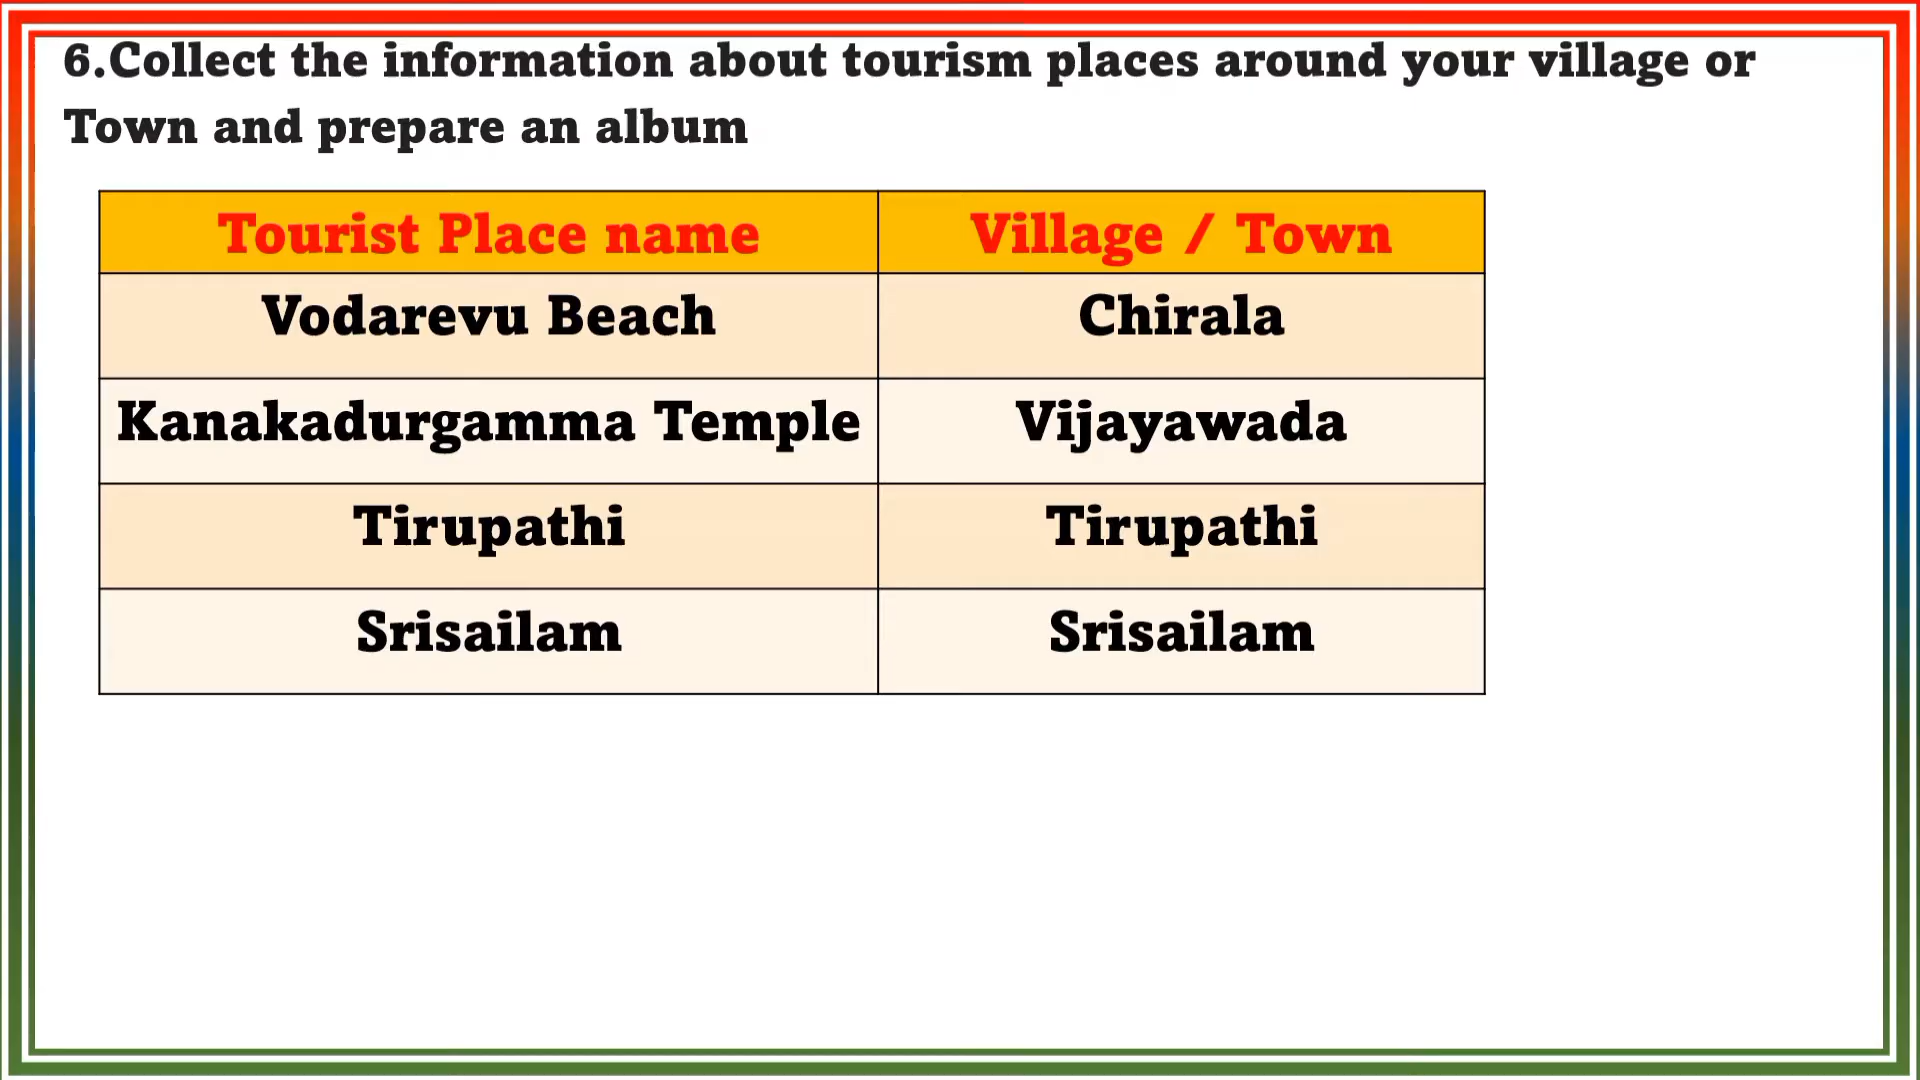 6.Collect the information about tourism places around your village or
Town and prepare an album
Tourist Place name Village / Town
Vodarevu Beach Chirala
Kanakadurgamma Temple Vijayawada
Tirupathi Tirupathi
Srisailam Srisailam